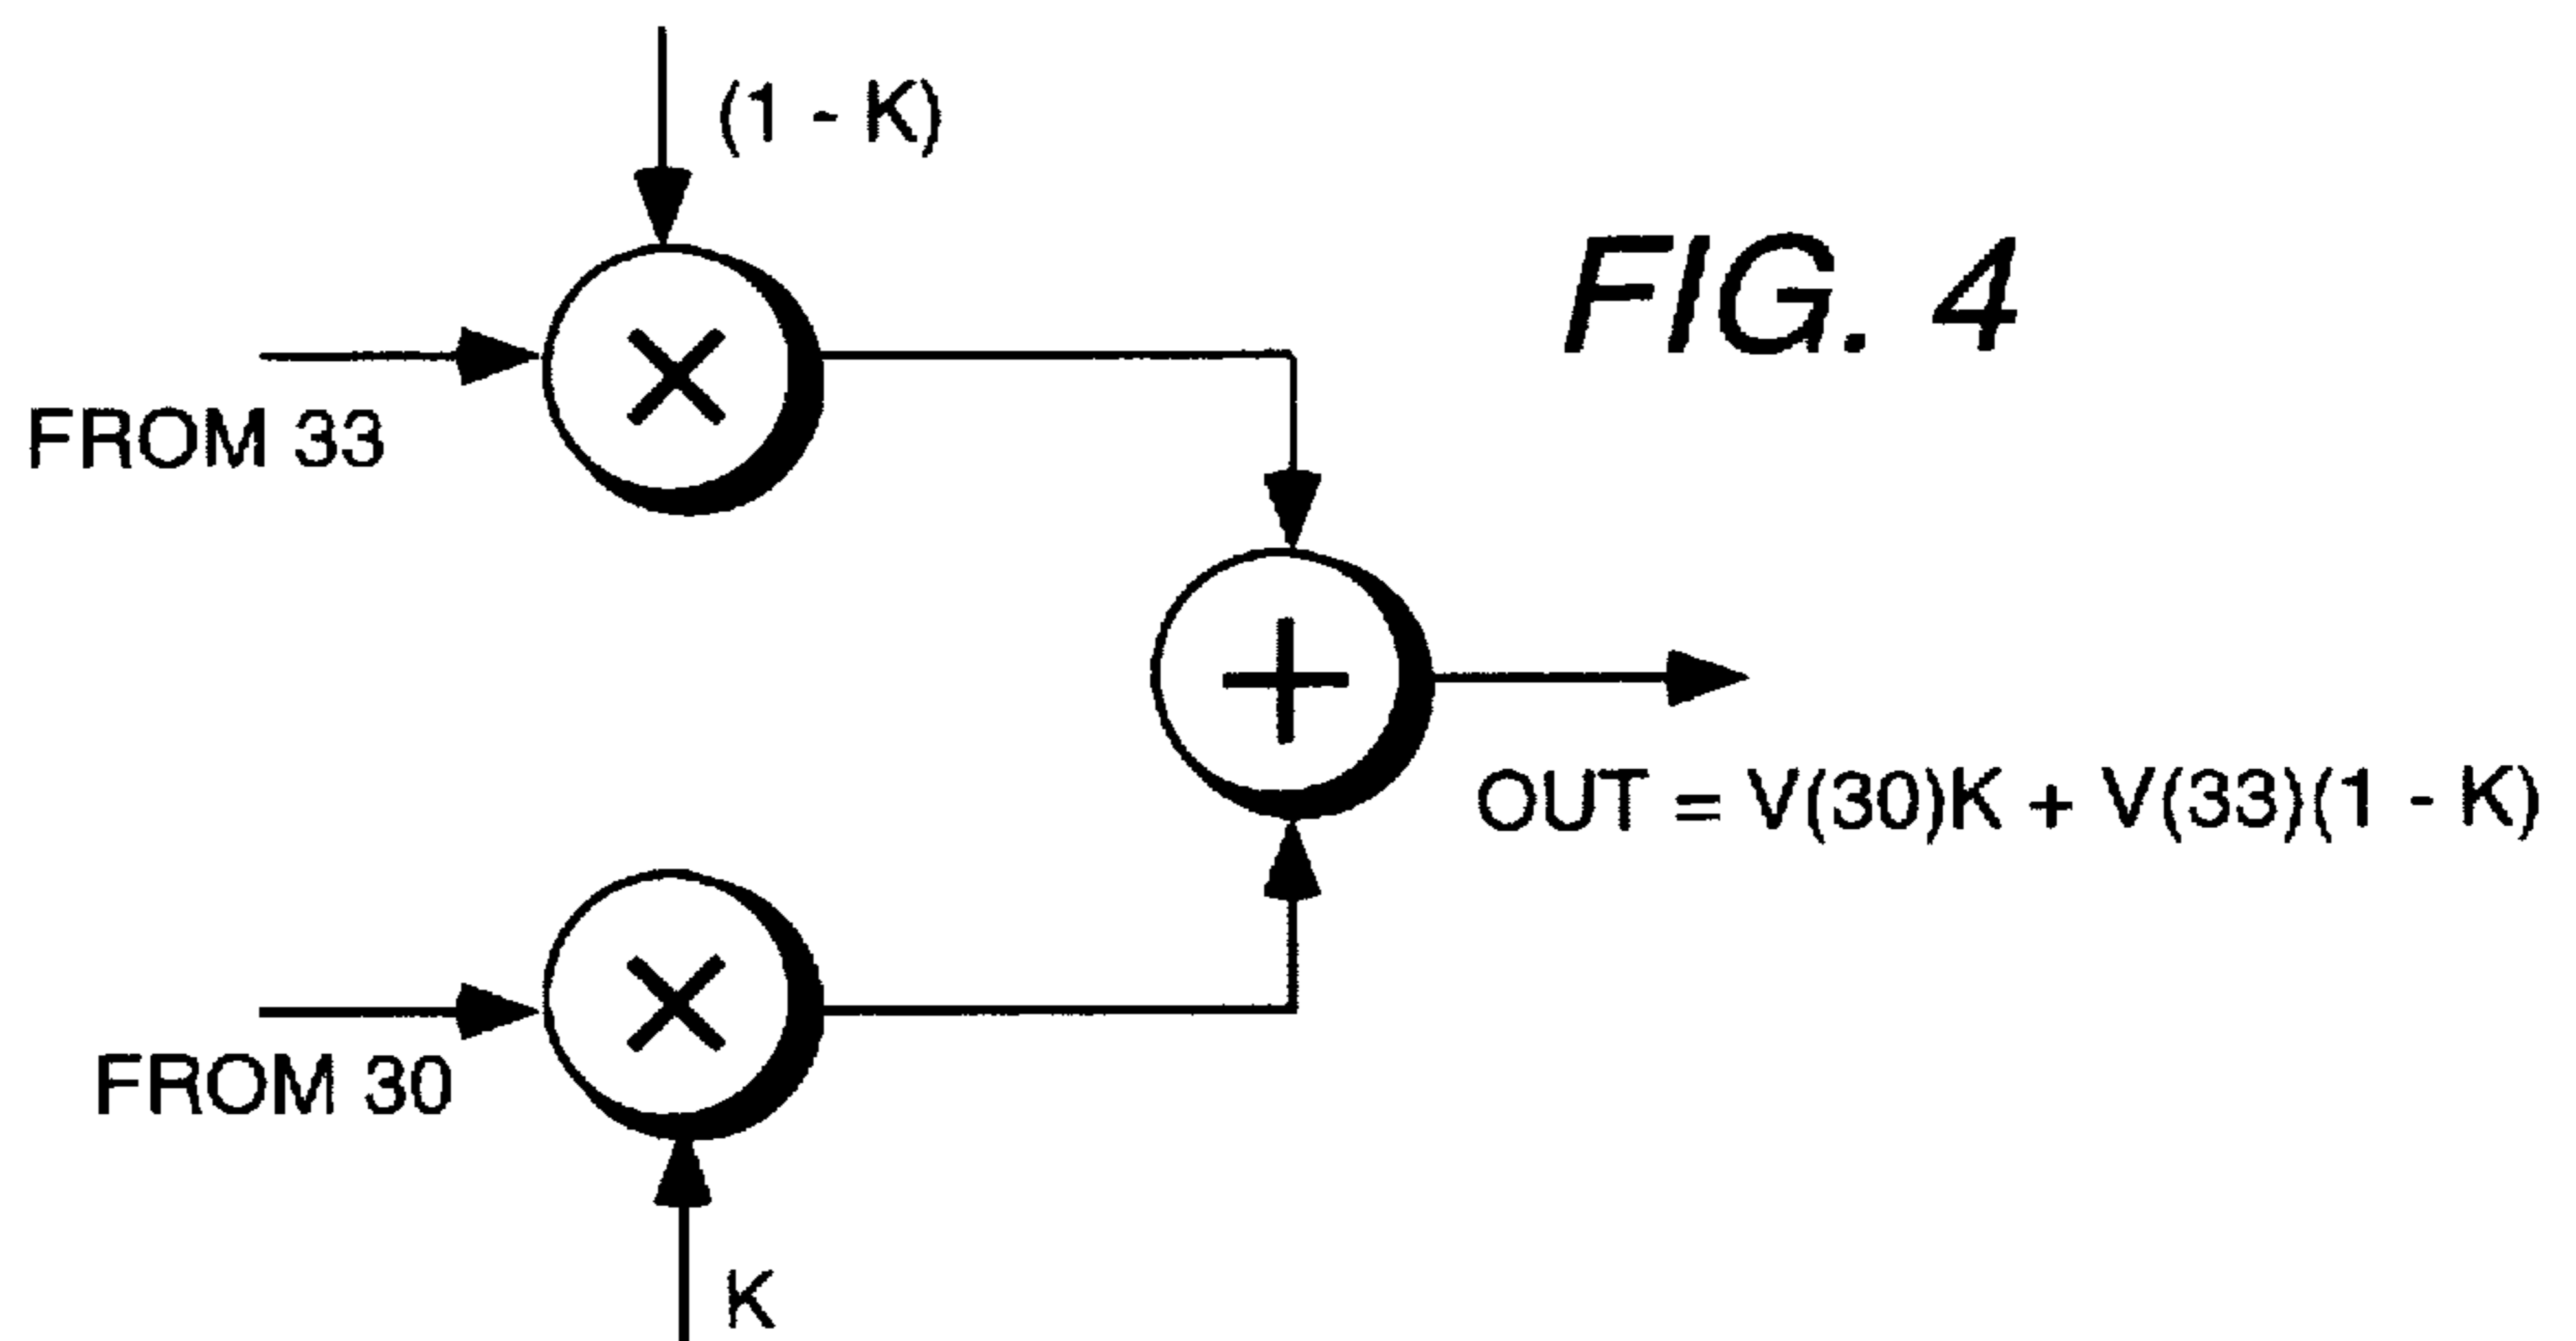 (1 - K)
FIG. 4
FROM 33
OUT = V(30)K + V(33)(1 - K)
FROM 30
K